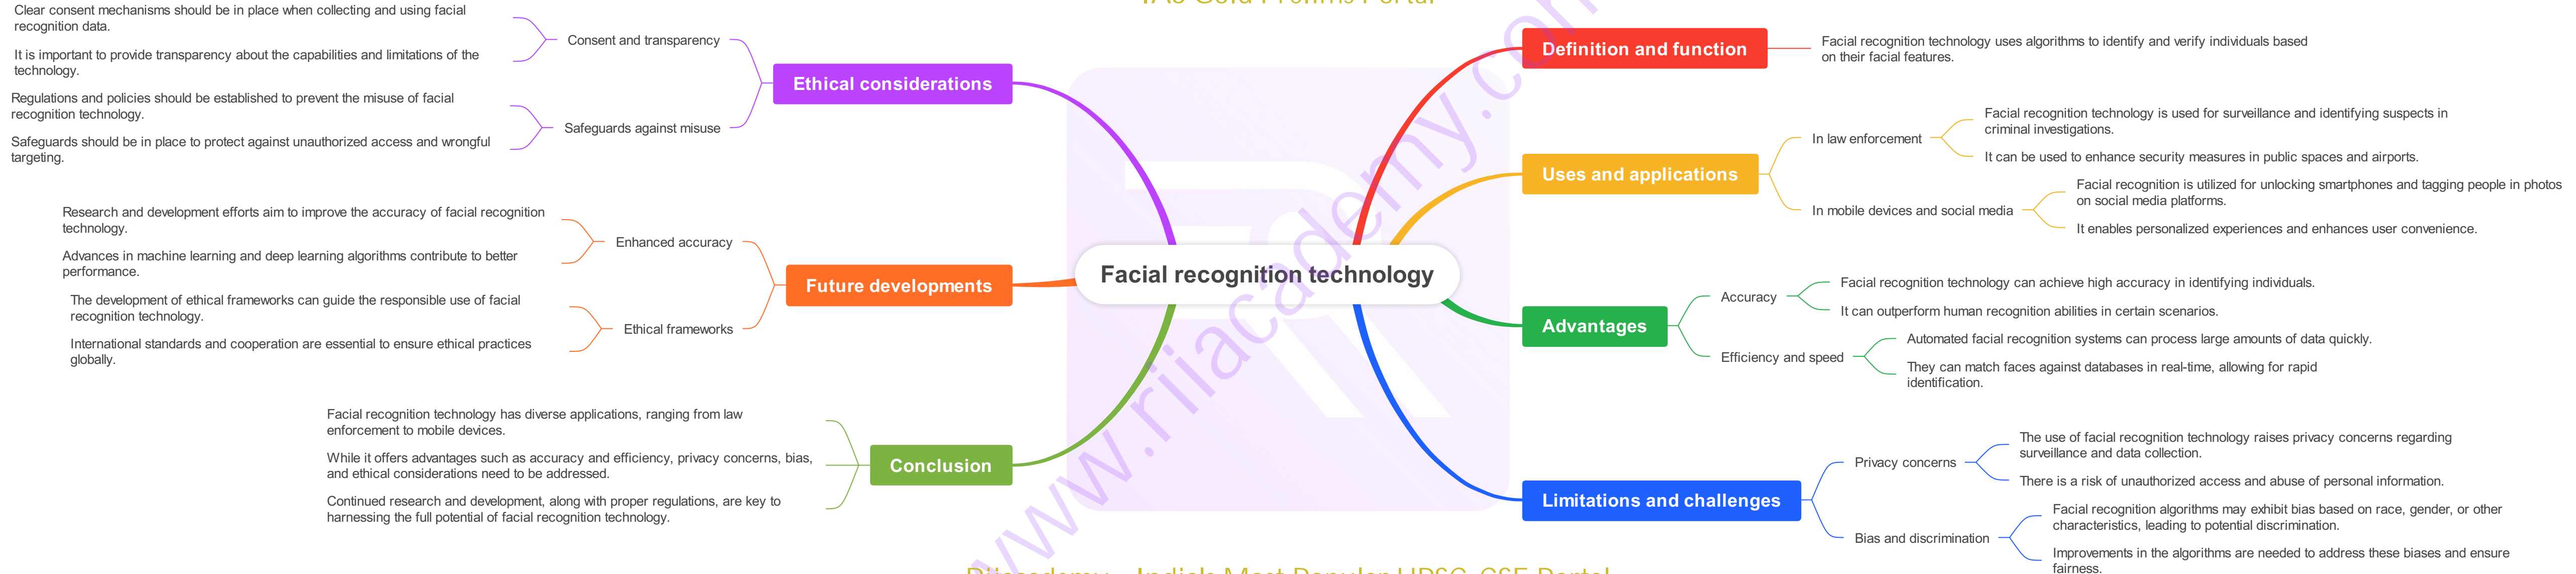 Facial recognition technology
Definition and function
Facial recognition technology uses algorithms to identify and verify individuals based
on their facial features.
Uses and applications
In law enforcement
Facial recognition technology is used for surveillance and identifying suspects in
criminal investigations.
It can be used to enhance security measures in public spaces and airports.
In mobile devices and social media
Facial recognition is utilized for unlocking smartphones and tagging people in photos
on social media platforms.
It enables personalized experiences and enhances user convenience.
Advantages
Accuracy
Facial recognition technology can achieve high accuracy in identifying individuals.
It can outperform human recognition abilities in certain scenarios.
Efficiency and speed
Automated facial recognition systems can process large amounts of data quickly.
They can match faces against databases in real-time, allowing for rapid
identification.
Limitations and challenges
Privacy concerns
The use of facial recognition technology raises privacy concerns regarding
surveillance and data collection.
There is a risk of unauthorized access and abuse of personal information.
Bias and discrimination
Facial recognition algorithms may exhibit bias based on race, gender, or other
characteristics, leading to potential discrimination.
Improvements in the algorithms are needed to address these biases and ensure
fairness.
Ethical considerations
Consent and transparency
Clear consent mechanisms should be in place when collecting and using facial
recognition data.
It is important to provide transparency about the capabilities and limitations of the
technology.
Safeguards against misuse
Regulations and policies should be established to prevent the misuse of facial
recognition technology.
Safeguards should be in place to protect against unauthorized access and wrongful
targeting.
Future developments
Enhanced accuracy
Research and development efforts aim to improve the accuracy of facial recognition
technology.
Advances in machine learning and deep learning algorithms contribute to better
performance.
Ethical frameworks
The development of ethical frameworks can guide the responsible use of facial
recognition technology.
International standards and cooperation are essential to ensure ethical practices
globally.
Conclusion
Facial recognition technology has diverse applications, ranging from law
enforcement to mobile devices.
While it offers advantages such as accuracy and efficiency, privacy concerns, bias,
and ethical considerations need to be addressed.
Continued research and development, along with proper regulations, are key to
harnessing the full potential of facial recognition technology.
www.riiacademy.com